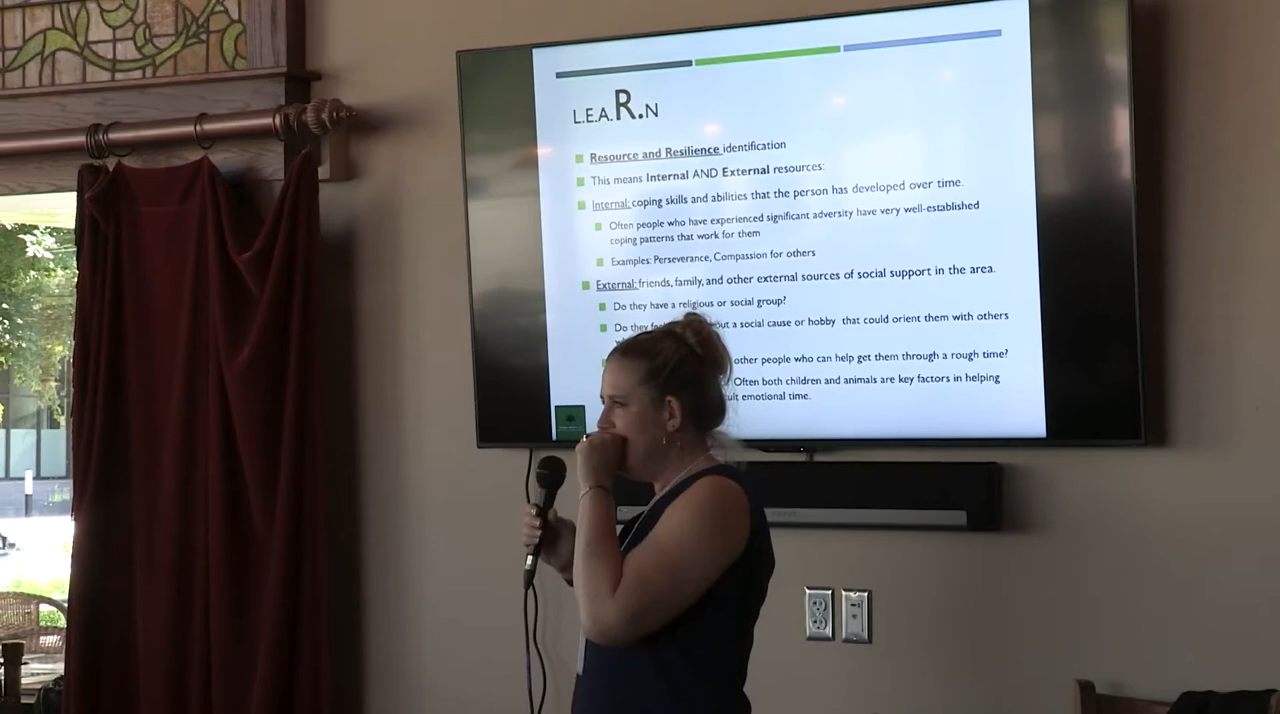 L.E.A.R.N
Resource and Resilience identification
This means Internal AND External resources:
Internal: coping skills and abilities that the person has developed over time.
Often people who have experienced significant adversity have very well-established
coping patterns that work for them
Examples: Perseverance, Compassion for others
External: friends, family, and other external sources of social support in the area.
Do they have a religious or social group?
Do they a social cause or hobby that could orient them with others
other people who can help get them through a rough time?
Often both children and animals are key factors in helping
emotional time.